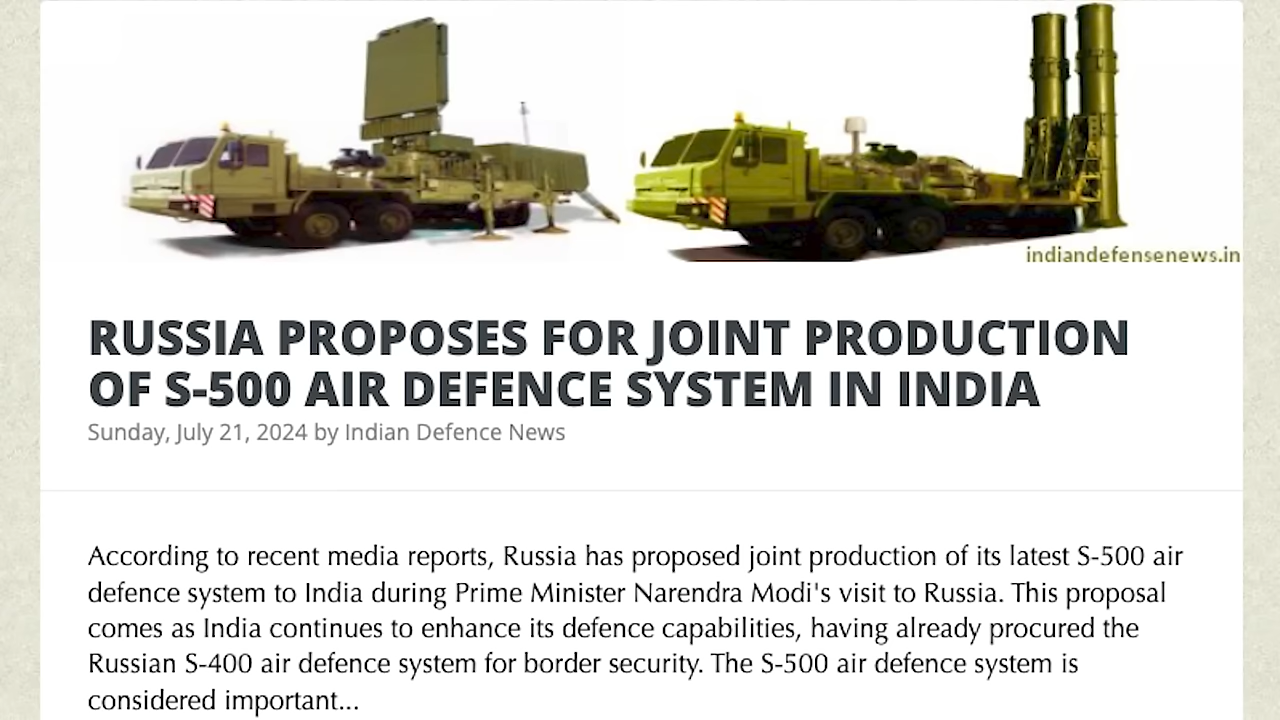 indiandefensenews.in
RUSSIA PROPOSES FOR JOINT PRODUCTION
OF S-500 AIR DEFENCE SYSTEM IN INDIA
Sunday, July 21, 2024 by Indian Defence News
According to recent media reports, Russia has proposed joint production of its latest S-500 air
defence system to India during Prime Minister Narendra Modi's visit to Russia. This proposal
comes as India continues to enhance its defence capabilities, having already procured the
Russian S-400 air defence system for border security. The S-500 air defence system is
considered important...